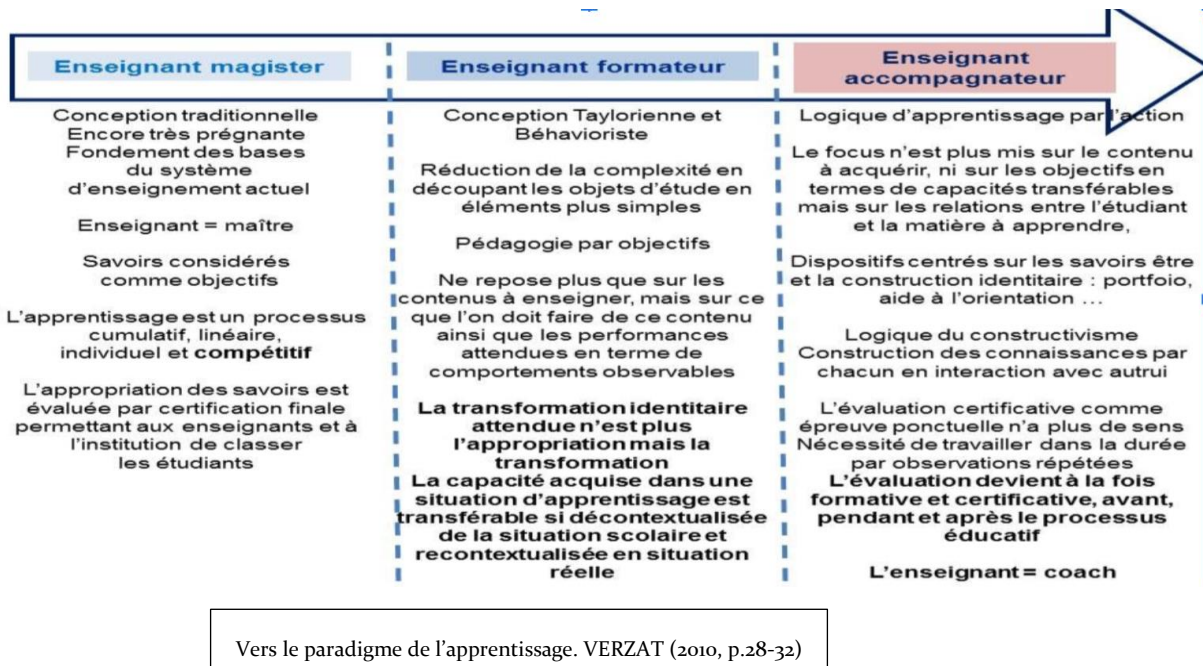 Enseignant magister
Conception traditionnelle
Encore très prégnante
Fondement des bases
du système
d'enseignement actuel
Enseignant = maître
Savoirs considérés
comme objectifs
L'apprentissage est un processus
cumulatif, linéaire,
individuel et compétitif
L'appropriation des savoirs est
évaluée par certification finale
permettant aux enseignants et à
l'institution de classer
les étudiants
Enseignant formateur
Conception Taylorienne et
Béhavioriste
Réduction de la complexité en
découpant les objets d'étude en
éléments plus simples
Pédagogie par objectifs
Ne repose plus que sur les
contenus à enseigner, mais sur ce
que l'on doit faire de ce contenu
ainsi que les performances
attendues en terme de
comportements observables
La transformation identitaire
attendue n'est plus
l'appropriation mais la
transformation
La capacité acquise dans une
situation d'apprentissage est
transférable si décontextualisée
de la situation scolaire et
recontextualisée en situation
réelle
Enseignant
accompagnateur
Logique d'apprentissage par l'action
Le focus n'est plus mis sur le contenu
à acquérir, ni sur les objectifs en
termes de capacités transférables
mais sur les relations entre l'étudiant
et la matière à apprendre,
Dispositifs centrés sur les savoirs être
et la construction identitaire : portfoio,
aide à l'orientation ...
Logique du constructivisme
Construction des connaissances par
chacun en interaction avec autrui
L'évaluation certificative comme
épreuve ponctuelle n'a plus de sens
Nécessité de travailler dans la durée
par observations répétées
L'évaluation devient à la fois
formative et certificative, avant,
pendant et après le processus
éducatif
L'enseignant = coach
Vers le paradigme de l'apprentissage. VERZAT (2010, p.28-32)